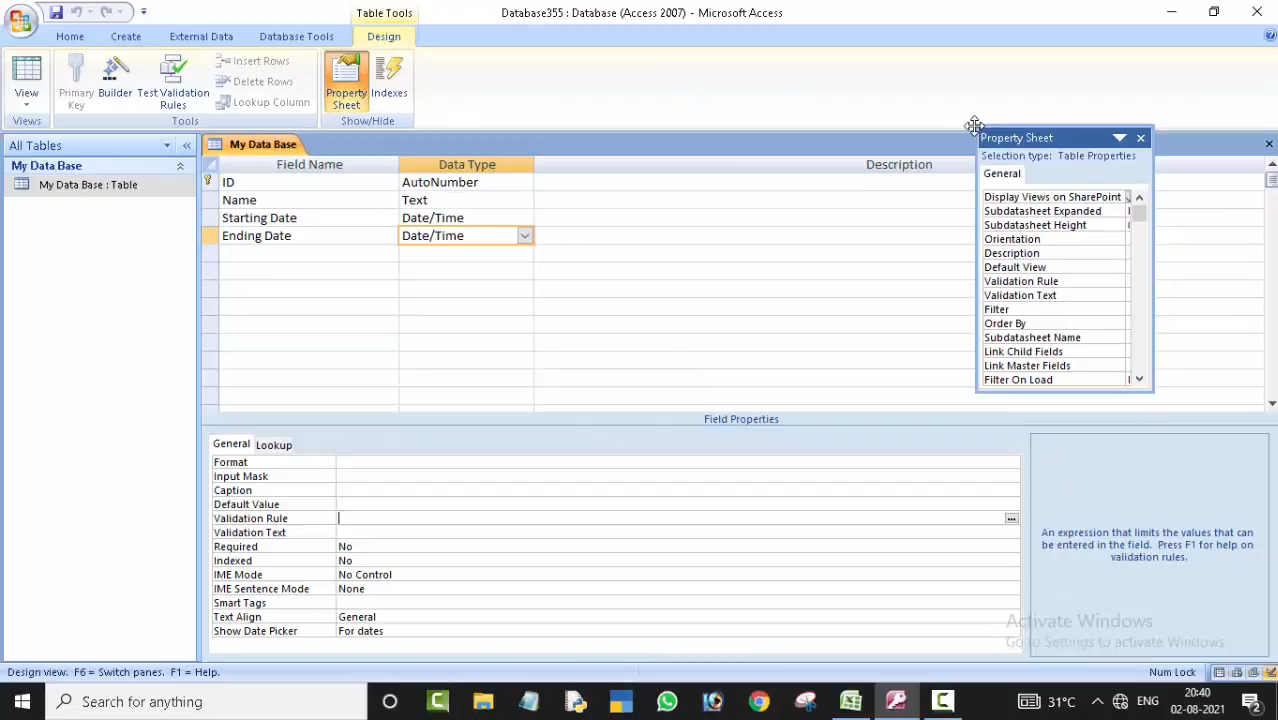 Table Tools
Database355 : Database (Access 2007) - Microsoft Access
Home
Create
External Data
Database Tools
Design
View
Primary Key
Builder
Test Validation Rules
Insert Rows
Delete Rows
Lookup Column
Property Sheet
Indexes
Views
Tools
Show/Hide
All Tables
My Data Base
My Data Base : Table
My Data Base
Field Name
Data Type
Description
ID
AutoNumber
Name
Text
Starting Date
Date/Time
Ending Date
Date/Time
Property Sheet
Selection type: Table Properties
General
Display Views on SharePoint
Subdatasheet Expanded
Subdatasheet Height
Orientation
Description
Default View
Validation Rule
Validation Text
Filter
Order By
Subdatasheet Name
Link Child Fields
Link Master Fields
Filter On Load
Field Properties
General
Lookup
Format
Input Mask
Caption
Default Value
Validation Rule
Validation Text
Required
No
Indexed
No
IME Mode
No Control
IME Sentence Mode
None
Smart Tags
Text Align
General
Show Date Picker
For dates
An expression that limits the values that can
be entered in the field. Press F1 for help on
validation rules.
Activate Windows
Go to Settings to activate Windows.
Design view. F6 = Switch panes. F1 = Help.
Num Lock
Search for anything
31°C
ENG
20:40
02-08-2021
2